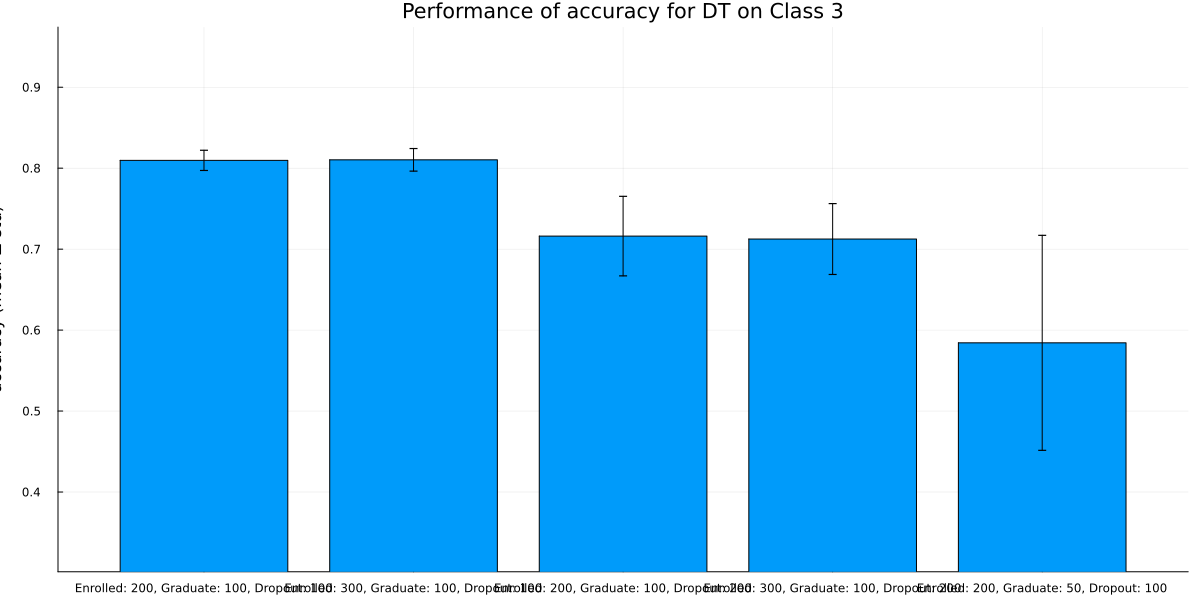 Performance of accuracy for DT on Class 3
0.9
0.8
0.7
0.6
0.5
0.4
Enrolled: 200, Graduate: 100, Dropout: 100
Enrolled: 300, Graduate: 100, Dropout: 100
Enrolled: 200, Graduate: 100, Dropout: 200
Enrolled: 300, Graduate: 100, Dropout: 200
Enrolled: 200, Graduate: 50, Dropout: 100